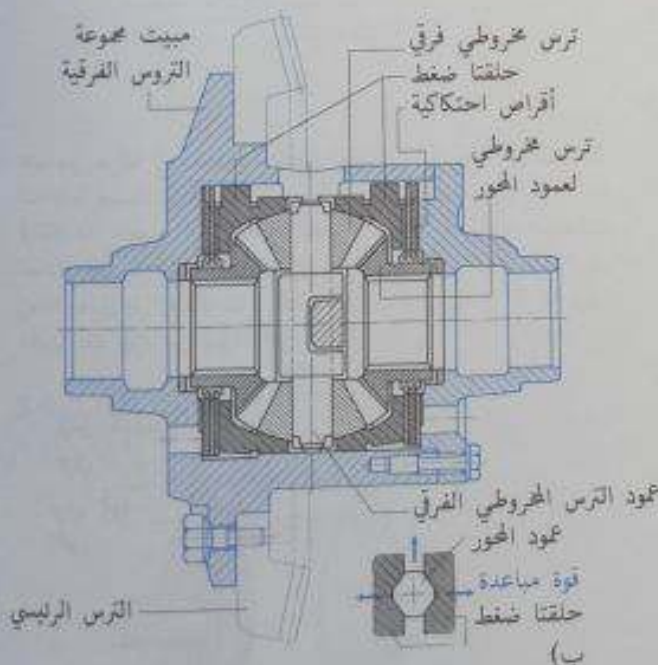 مبيت مجموعة
التروس الفرقية
ترس مخروطي فرقي
حلقتا ضغط
أقراص احتكاكية
ترس مخروطي
لعمود المحور
عمود الترس المخروطي الفرقي
عمود المحور
قوة مباعدة
حلقتا ضغط
الترس الرئيسي
ب)